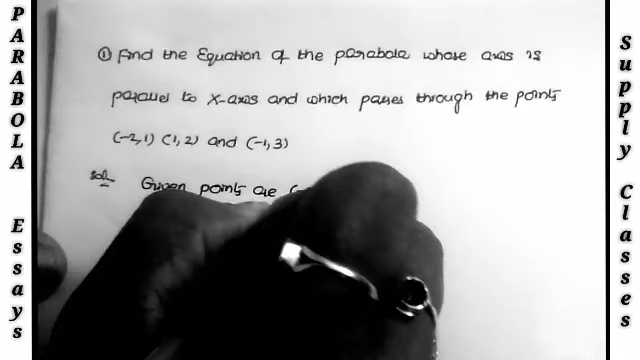 PARABOLA Essays
① Find the Equation of the parabola whose axis is
parallel to X-axis and which passes through the points
(-2,1) (1,2) and (-1,3)
Sol:- Given points are (-
Supply Classes